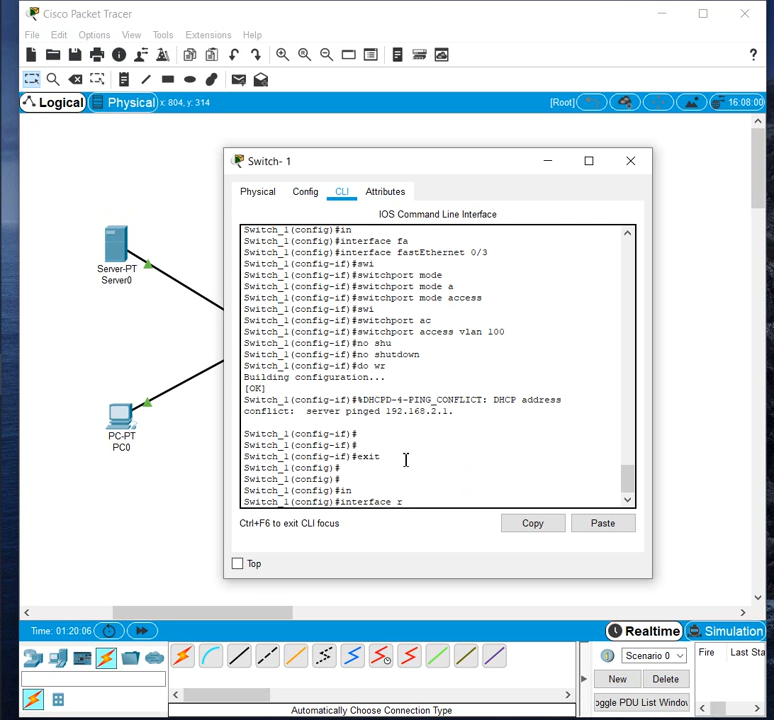 Cisco Packet Tracer
File Edit Options View Tools Extensions Help
?
Logical Physical x: 804, y: 314 [Root] 16:08:00
Switch- 1
Physical Config CLI Attributes
IOS Command Line Interface
Switch_1(config)#in
Switch_1(config)#interface fa
Switch_1(config)#interface fastEthernet 0/3
Switch_1(config-if)#swi
Switch_1(config-if)#switchport mode
Switch_1(config-if)#switchport mode a
Switch_1(config-if)#switchport mode access
Switch_1(config-if)#swi
Switch_1(config-if)#switchport ac
Switch_1(config-if)#switchport access vlan 100
Switch_1(config-if)#no shu
Switch_1(config-if)#no shutdown
Switch_1(config-if)#do wr
Building configuration...
[OK]
Switch_1(config-if)#%DHCPD-4-PING_CONFLICT: DHCP address
conflict:  server pinged 192.168.2.1.
Switch_1(config-if)#
Switch_1(config-if)#
Switch_1(config-if)#exit
Switch_1(config)#
Switch_1(config)#
Switch_1(config)#in
Switch_1(config)#interface r
Ctrl+F6 to exit CLI focus Copy Paste
Top
Server-PT
Server0
PC-PT
PC0
Time: 01:20:06 Realtime Simulation
Scenario 0 Fire Last Sta
New Delete
oggle PDU List Window
Automatically Choose Connection Type